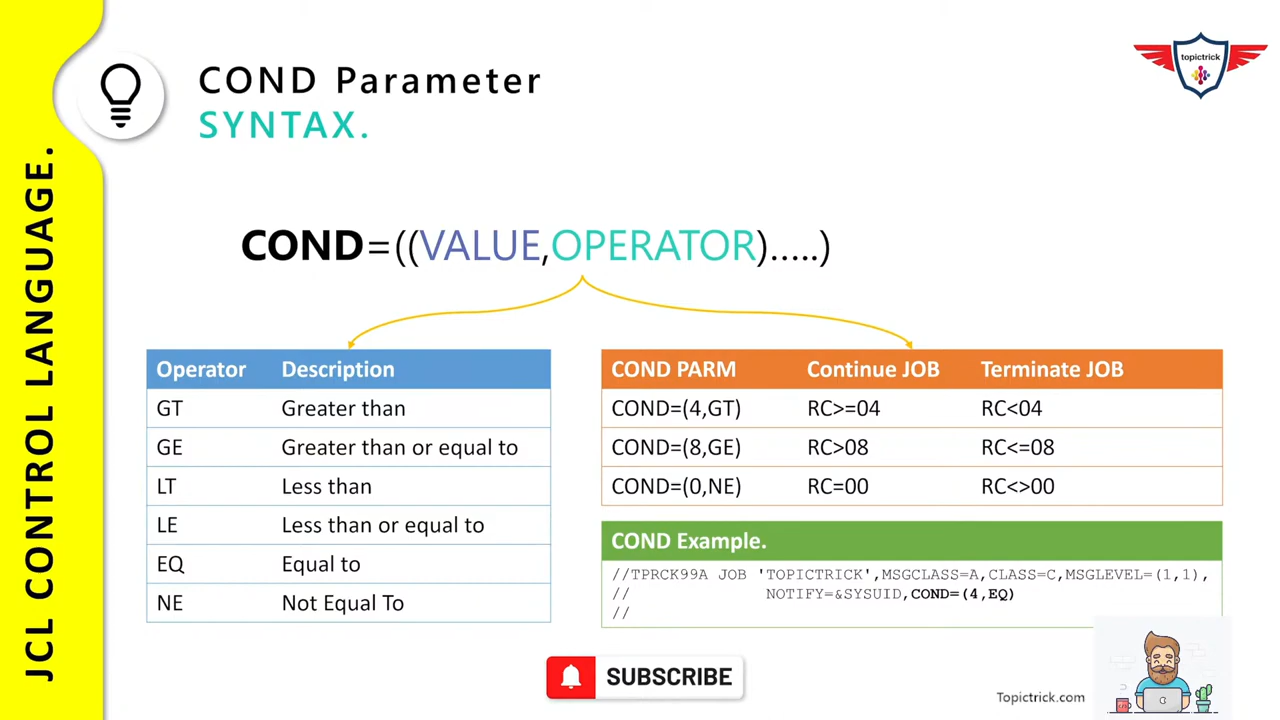 JCL CONTROL LANGUAGE.
COND Parameter
SYNTAX.
topictrick
COND=((VALUE,OPERATOR).....)
Operator Description
GT Greater than
GE Greater than or equal to
LT Less than
LE Less than or equal to
EQ Equal to
NE Not Equal To
COND PARM Continue JOB Terminate JOB
COND=(4,GT) RC>=04 RC<04
COND=(8,GE) RC>08 RC<=08
COND=(0,NE) RC=00 RC<>00
COND Example.
//TPRCK99A JOB 'TOPICTRICK',MSGCLASS=A,CLASS=C,MSGLEVEL=(1,1),
// NOTIFY=&SYSUID,COND=(4,EQ)
//
SUBSCRIBE
Topictrick.com